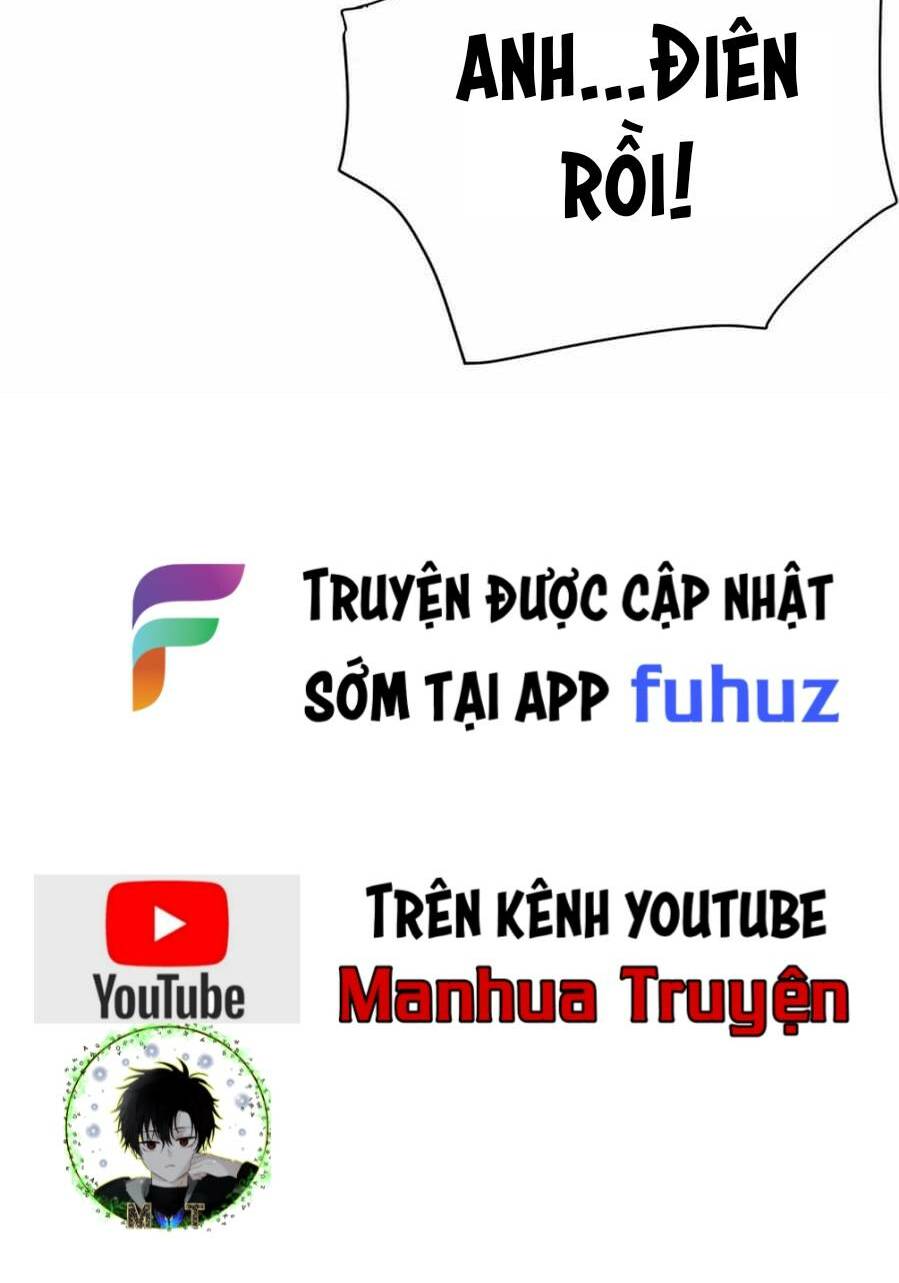 ANH...ĐIÊN
RỒI!
TRUYỆN ĐƯỢC CẬP NHẬT
SỚM TẠI APP fuhuz
YouTube
TRÊN KÊNH YOUTUBE
Manhua Truyện
M T